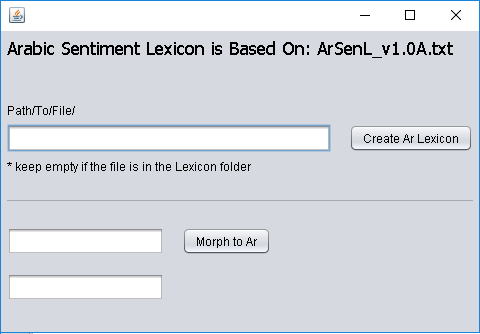 Arabic Sentiment Lexicon is Based On: ArSenL_v1.0A.txt
Path/To/File/
Create Ar Lexicon
* keep empty if the file is in the Lexicon folder
Morph to Ar